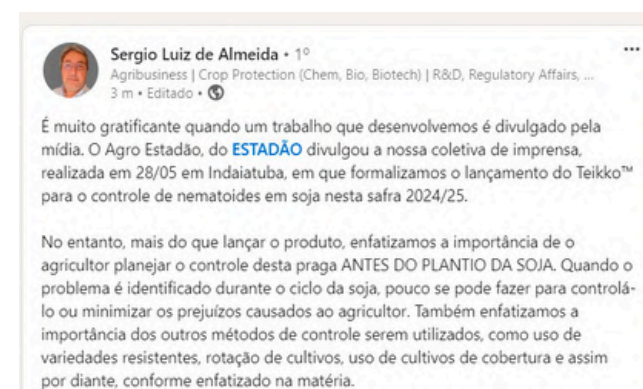 Sergio Luiz de Almeida • 1º
Agribusiness | Crop Protection (Chem, Bio, Biotech) | R&D, Regulatory Affairs, ...
3 m • Editado •
É muito gratificante quando um trabalho que desenvolvemos é divulgado pela
mídia. O Agro Estadão, do ESTADÃO divulgou a nossa coletiva de imprensa,
realizada em 28/05 em Indaiatuba, em que formalizamos o lançamento do Teikko™
para o controle de nematoides em soja nesta safra 2024/25.
No entanto, mais do que lançar o produto, enfatizamos a importância de o
agricultor planejar o controle desta praga ANTES DO PLANTIO DA SOJA. Quando o
problema é identificado durante o ciclo da soja, pouco se pode fazer para controlá-
lo ou minimizar os prejuízos causados ao agricultor. Também enfatizamos a
importância dos outros métodos de controle serem utilizados, como uso de
variedades resistentes, rotação de cultivos, uso de cultivos de cobertura e assim
por diante, conforme enfatizado na matéria.